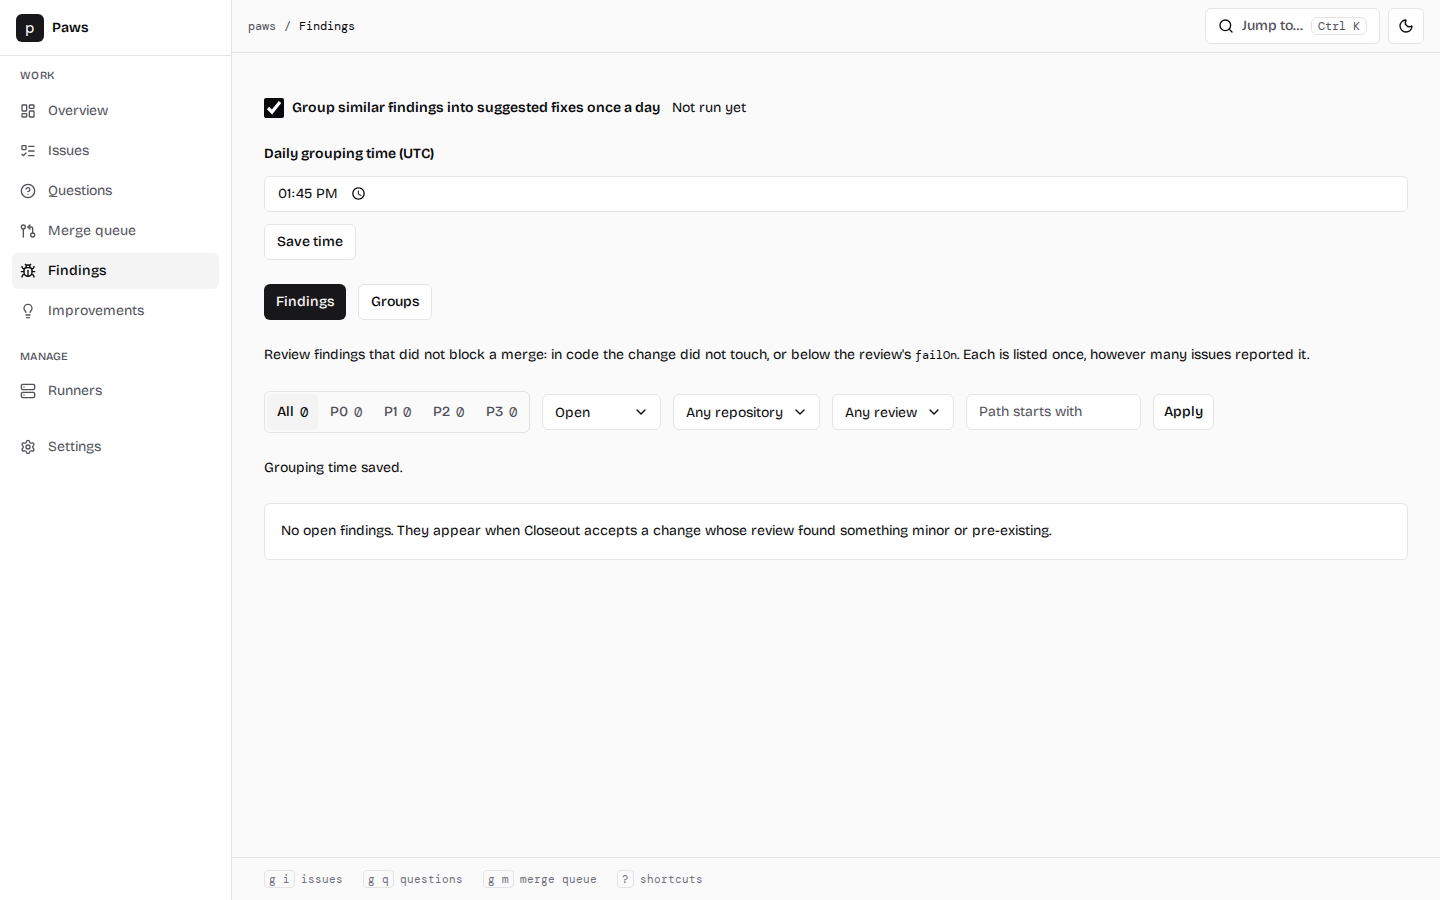 p Paws
paws / Findings
Jump to... Ctrl K
WORK
Overview
Issues
Questions
Merge queue
Findings
Improvements
MANAGE
Runners
Settings
Group similar findings into suggested fixes once a day Not run yet
Daily grouping time (UTC)
01:45 PM
Save time
Findings Groups
Review findings that did not block a merge: in code the change did not touch, or below the review's failOn. Each is listed once, however many issues reported it.
All 0 P0 0 P1 0 P2 0 P3 0 Open Any repository Any review Path starts with Apply
Grouping time saved.
No open findings. They appear when Closeout accepts a change whose review found something minor or pre-existing.
g i issues g q questions g m merge queue ? shortcuts